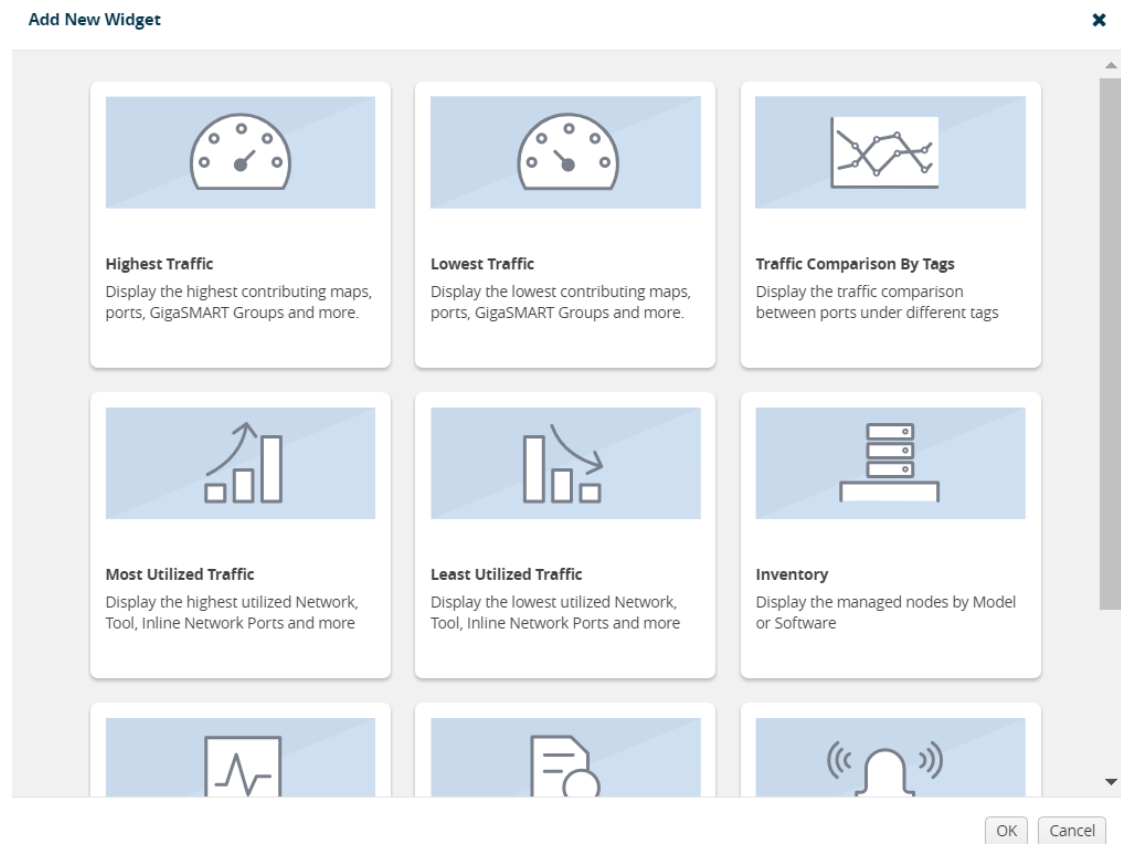 Add New Widget
Highest Traffic
Display the highest contributing maps,
ports, GigaSMART Groups and more.
Lowest Traffic
Display the lowest contributing maps,
ports, GigaSMART Groups and more.
Traffic Comparison By Tags
Display the traffic comparison
between ports under different tags
Most Utilized Traffic
Display the highest utilized Network,
Tool, Inline Network Ports and more
Least Utilized Traffic
Display the lowest utilized Network,
Tool, Inline Network Ports and more
Inventory
Display the managed nodes by Model
or Software
OK
Cancel